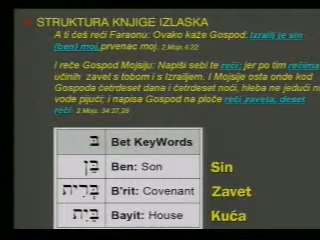 STRUKTURA KNJIGE IZLASKA
A ti ćeš reći Faraonu: Ovako kaže Gospod: Izrailj je sin
(ben) moj, prvenac moj. 2.Mojs.4:22
I reče Gospod Mojsiju: Napiši sebi te reči; jer po tim rečima
učinih zavet s tobom i s Izrailjem. I Mojsije osta onde kod
Gospoda četrdeset dana i četrdeset noći, hleba ne jedući ni
vode pijući; i napisa Gospod na ploče reči zaveta, deset
reči. 2.Mojs. 34:27,28
בּ Bet KeyWords
בֵּן Ben: Son Sin
בְּרִית B'rit: Covenant Zavet
בַּיִת Bayit: House Kuća